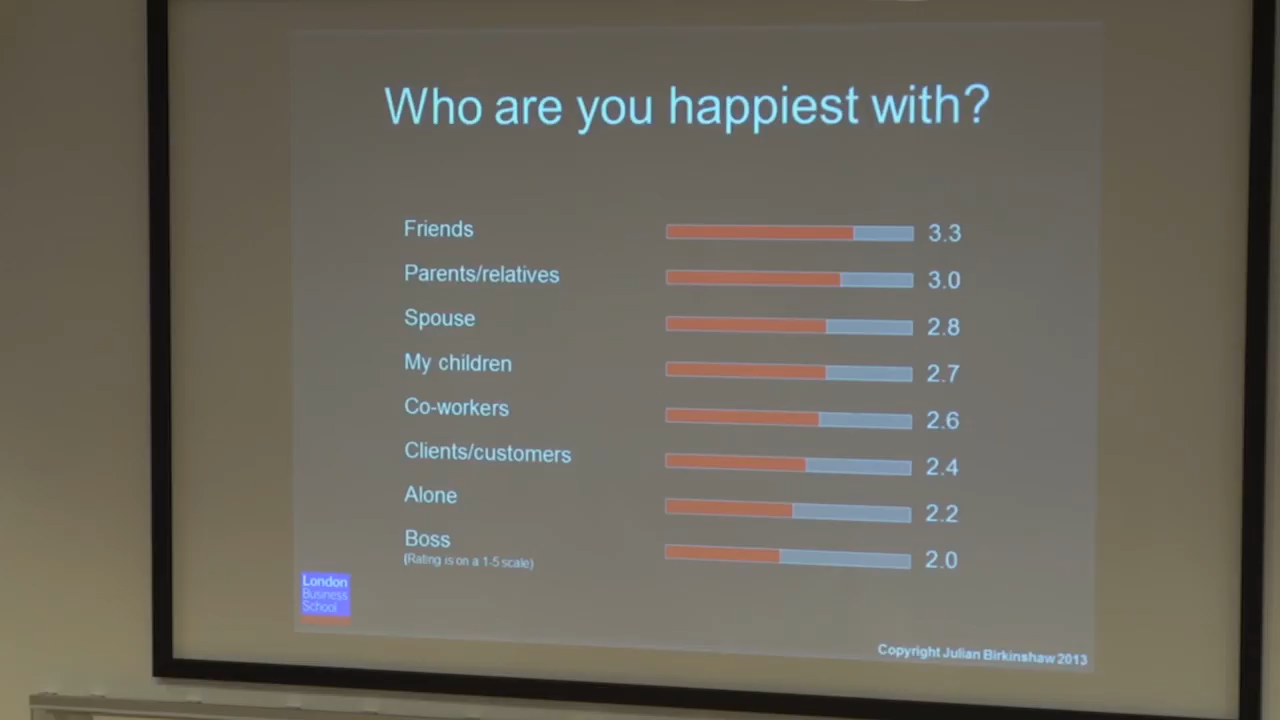 Who are you happiest with?
Friends 3.3
Parents/relatives 3.0
Spouse 2.8
My children 2.7
Co-workers 2.6
Clients/customers 2.4
Alone 2.2
Boss 2.0
(Rating is on a 1-5 scale)
London
Business
School
Copyright Julian Birkinshaw 2013